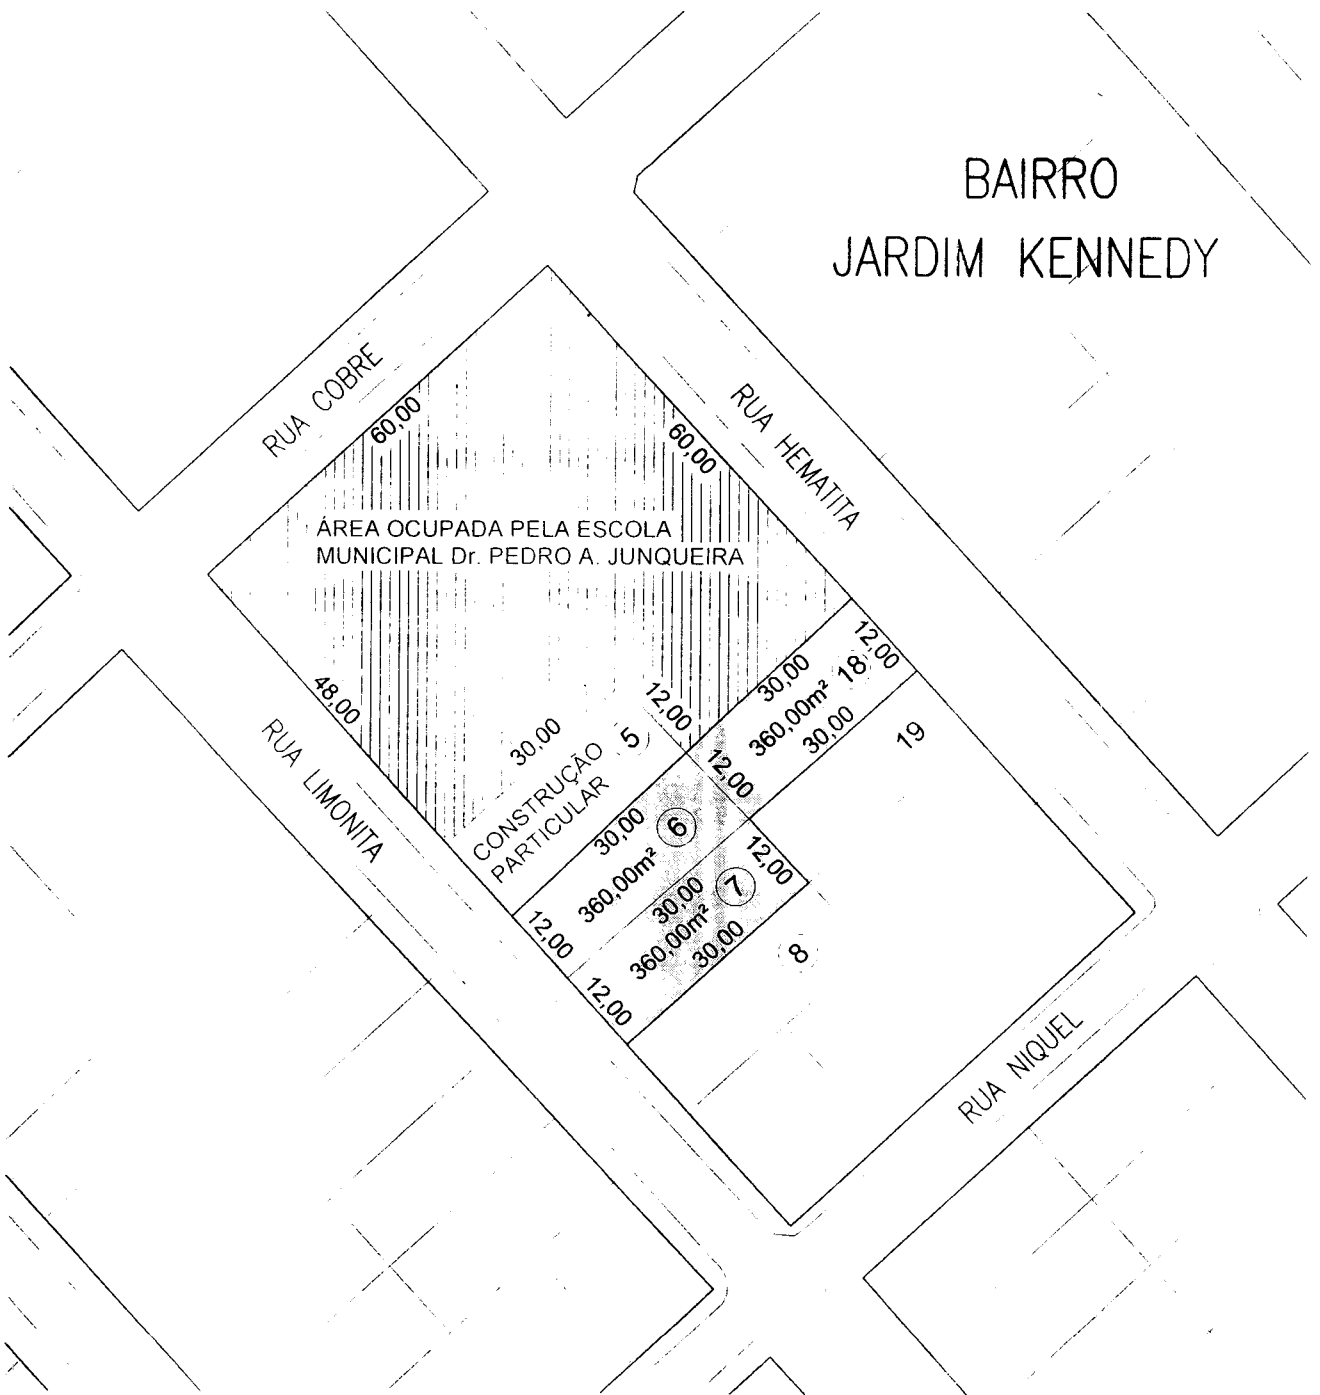 BAIRRO
JARDIM KENNEDY
RUA COBRE
60,00
60,00
RUA HEMATITA
ÁREA OCUPADA PELA ESCOLA
MUNICIPAL Dr. PEDRO A. JUNQUEIRA
48,00
RUA LIMONITA
30,00
CONSTRUÇÃO
PARTICULAR
5
12,00
30,00
12,00
360,00m² 18
30,00
12,00
19
30,00
6
360,00m²
12,00
12,00
30,00
7
360,00m²
30,00
12,00
8
RUA NIQUEL